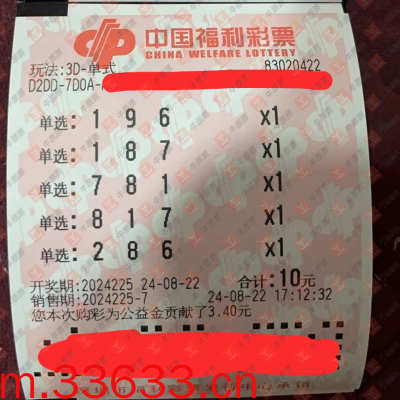 中国福利彩票
CHINA WELFARE LOTTERY
玩法:3D-单式 83020422
D2DD-7D0A-
单选: 1 9 6 x1
单选: 1 8 7 x1
单选: 7 8 1 x1
单选: 8 1 7 x1
单选: 2 8 6 x1
开奖期:2024225 24-08-22 合计:10元
销售期:2024225-7 24-08-22 17:12:32
您本次购彩为公益金贡献了3.40元
m.33633.cn